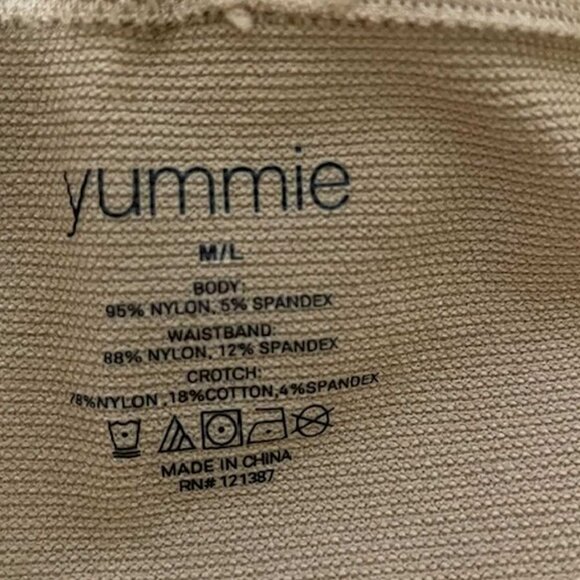 yummie
M/L
BODY:
95% NYLON, 5% SPANDEX
WAISTBAND:
88% NYLON, 12% SPANDEX
CROTCH:
78%NYLON ,18%COTTON,4%SPANDEX
MADE IN CHINA
RN# 121387